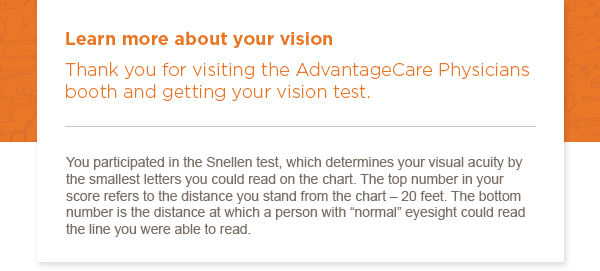 Learn more about your vision
Thank you for visiting the AdvantageCare Physicians
booth and getting your vision test.
You participated in the Snellen test, which determines your visual acuity by
the smallest letters you could read on the chart. The top number in your
score refers to the distance you stand from the chart – 20 feet. The bottom
number is the distance at which a person with “normal” eyesight could read
the line you were able to read.